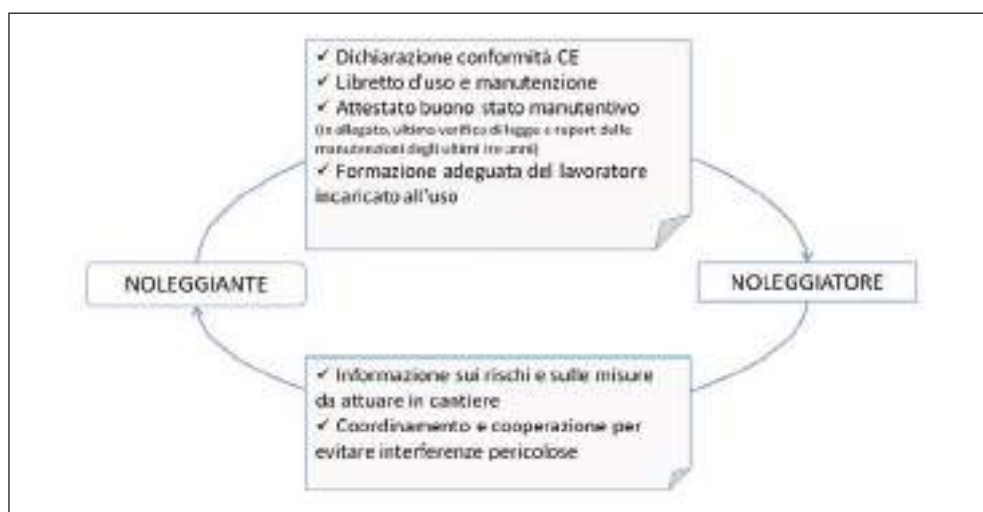 ✓ Dichiarazione conformità CE
✓ Libretto d'uso e manutenzione
✓ Attestato buono stato manutentivo
(in allegato, ultima verifica di legge e report delle
manutenzioni degli ultimi tre anni)
✓ Formazione adeguata del lavoratore
incaricato all'uso
NOLEGGIANTE
NOLEGGIATORE
✓ Informazione sui rischi e sulle misure
da attuare in cantiere
✓ Coordinamento e cooperazione per
evitare interferenze pericolose